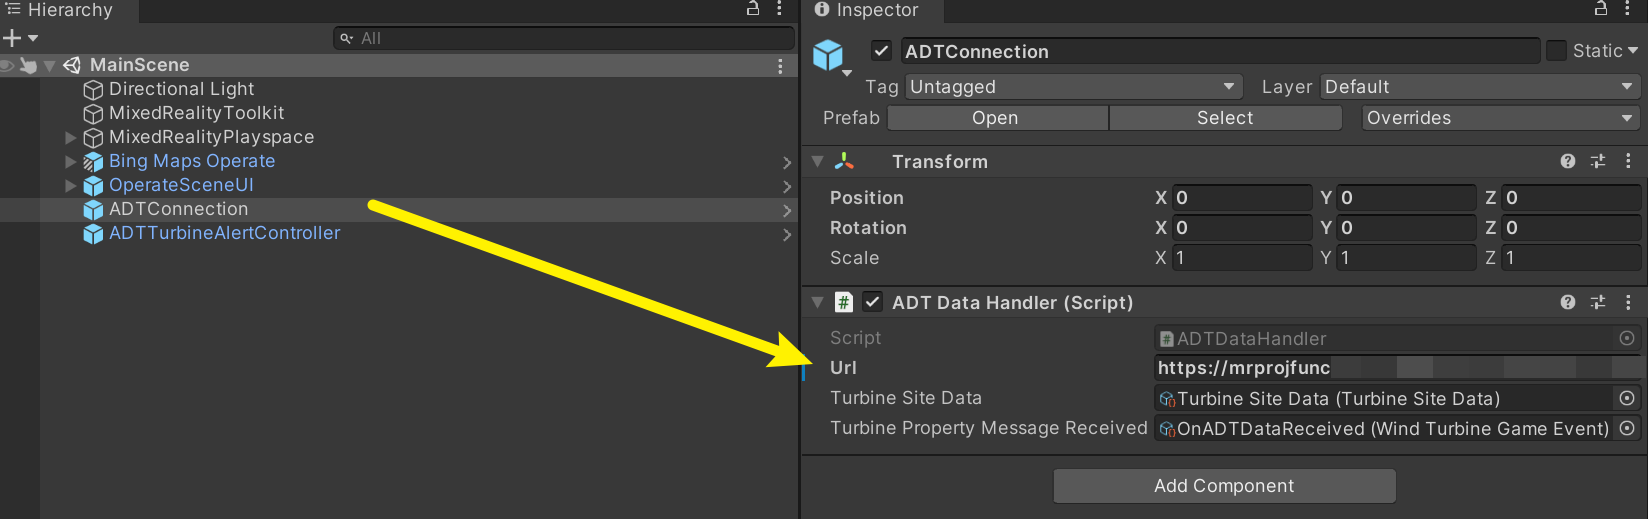 Hierarchy
All
MainScene
Directional Light
MixedRealityToolkit
MixedRealityPlayspace
Bing Maps Operate
OperateSceneUI
ADTConnection
ADTTurbineAlertController
Inspector
ADTConnection
Static
Tag Untagged Layer Default
Prefab Open Select Overrides
Transform
Position X 0 Y 0 Z 0
Rotation X 0 Y 0 Z 0
Scale X 1 Y 1 Z 1
# ADT Data Handler (Script)
Script # ADTDataHandler
Url https://mrprojfunc
Turbine Site Data Turbine Site Data (Turbine Site Data)
Turbine Property Message Received OnADTDataReceived (Wind Turbine Game Event)
Add Component